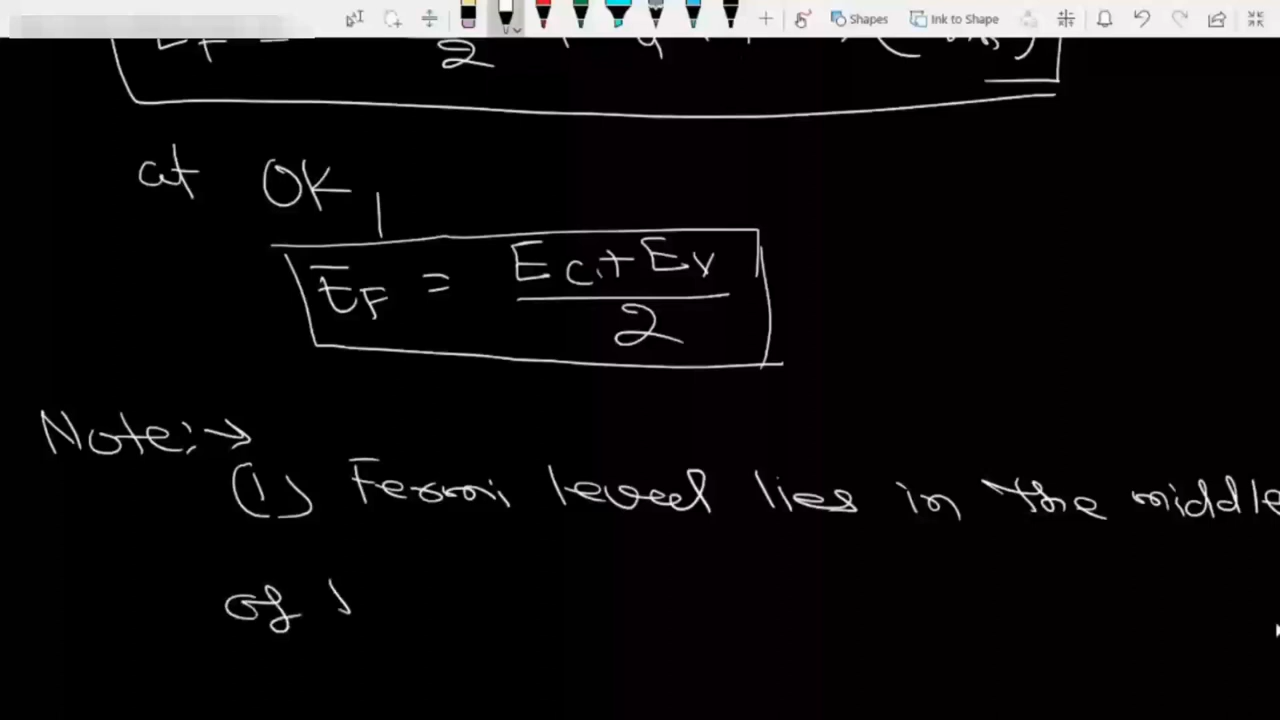 Shapes Ink to Shape
2
at 0K,
EF = Ec + Ev / 2
Note:→
(1) Fermi level lies in the middle
of